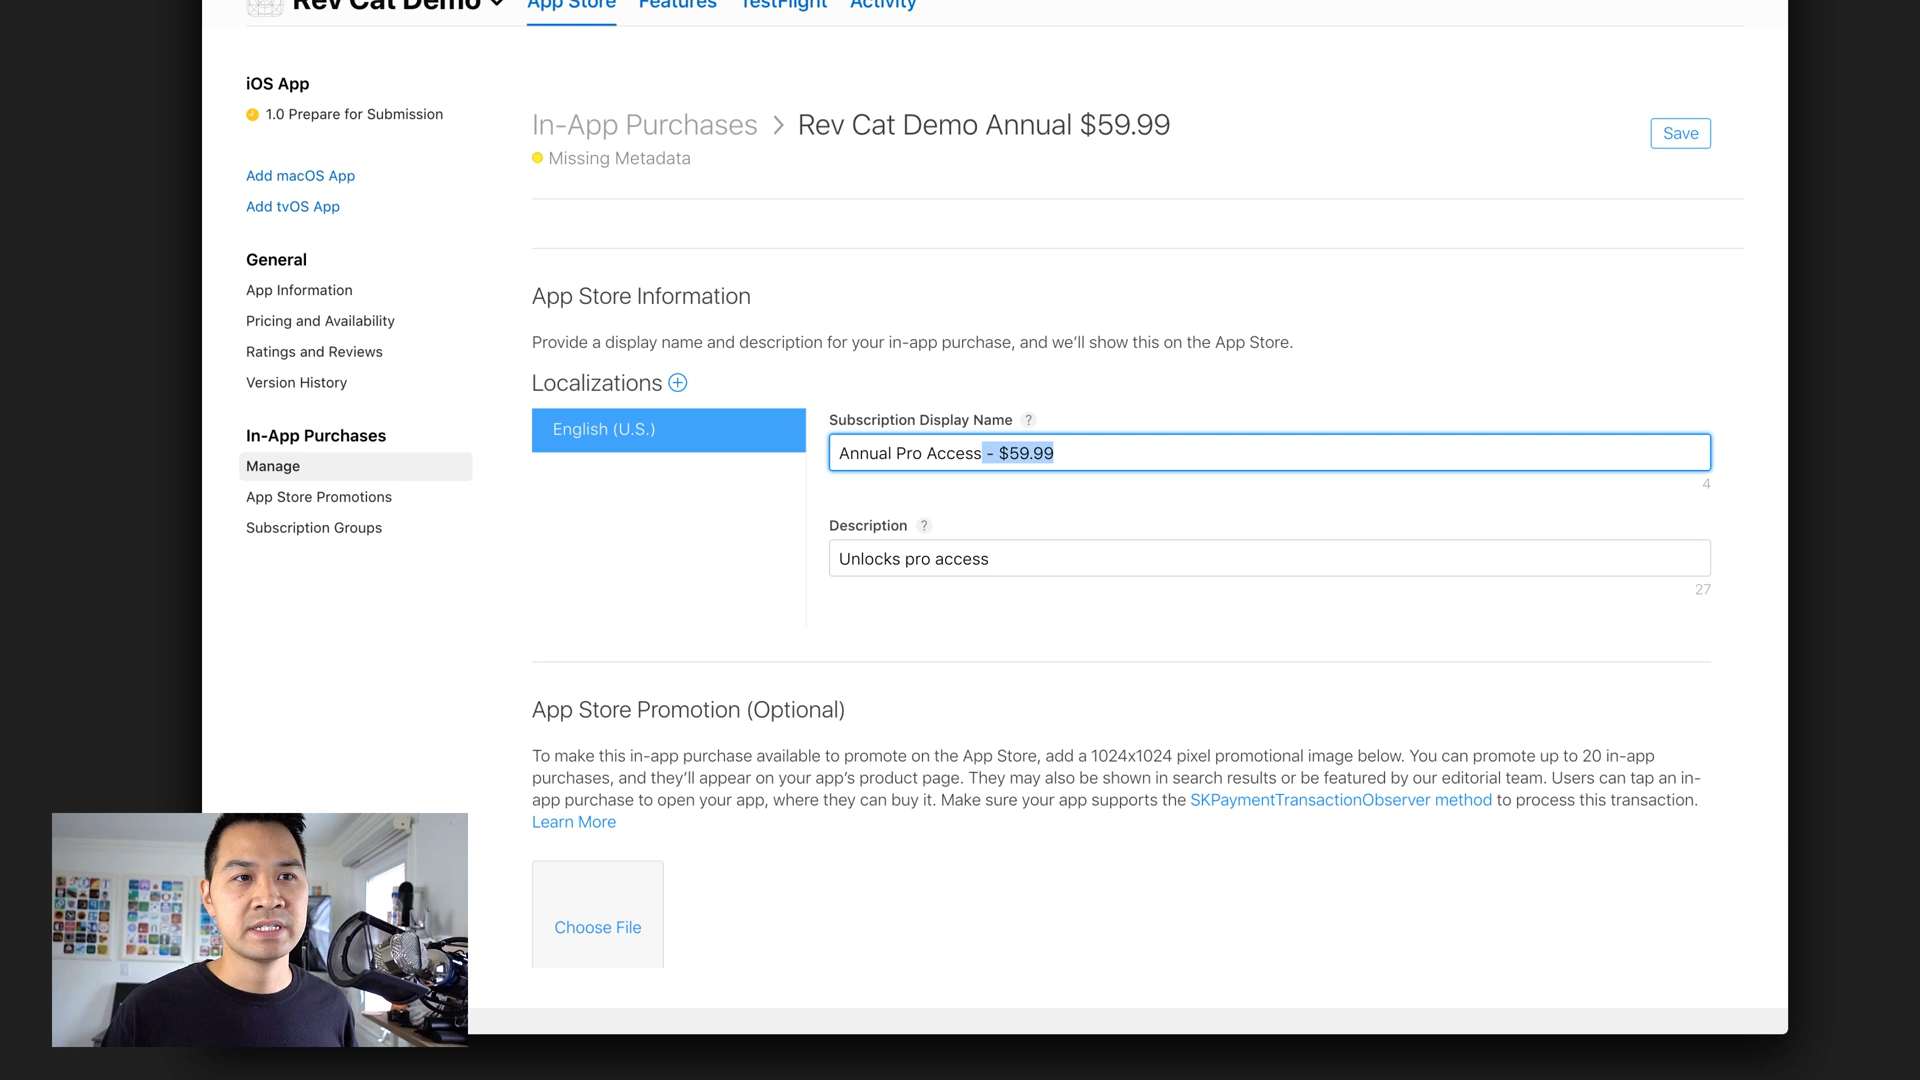 Rev Cat Demo
App Store
Features
TestFlight
Activity
iOS App
1.0 Prepare for Submission
Add macOS App
Add tvOS App
General
App Information
Pricing and Availability
Ratings and Reviews
Version History
In-App Purchases
Manage
App Store Promotions
Subscription Groups
In-App Purchases > Rev Cat Demo Annual $59.99
Missing Metadata
Save
App Store Information
Provide a display name and description for your in-app purchase, and we'll show this on the App Store.
Localizations
English (U.S.)
Subscription Display Name ?
Annual Pro Access - $59.99
4
Description ?
Unlocks pro access
27
App Store Promotion (Optional)
To make this in-app purchase available to promote on the App Store, add a 1024x1024 pixel promotional image below. You can promote up to 20 in-app
purchases, and they'll appear on your app's product page. They may also be shown in search results or be featured by our editorial team. Users can tap an in-
app purchase to open your app, where they can buy it. Make sure your app supports the SKPaymentTransactionObserver method to process this transaction.
Learn More
Choose File